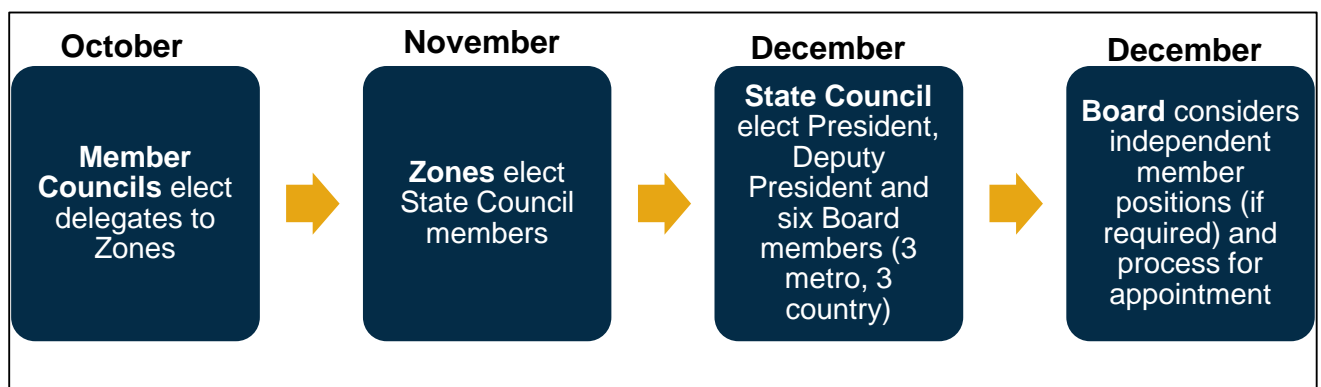 October
Member
Councils elect
delegates to
Zones
November
Zones elect
State Council
members
December
State Council
elect President,
Deputy
President and
six Board
members (3
metro, 3
country)
December
Board considers
independent
member
positions (if
required) and
process for
appointment